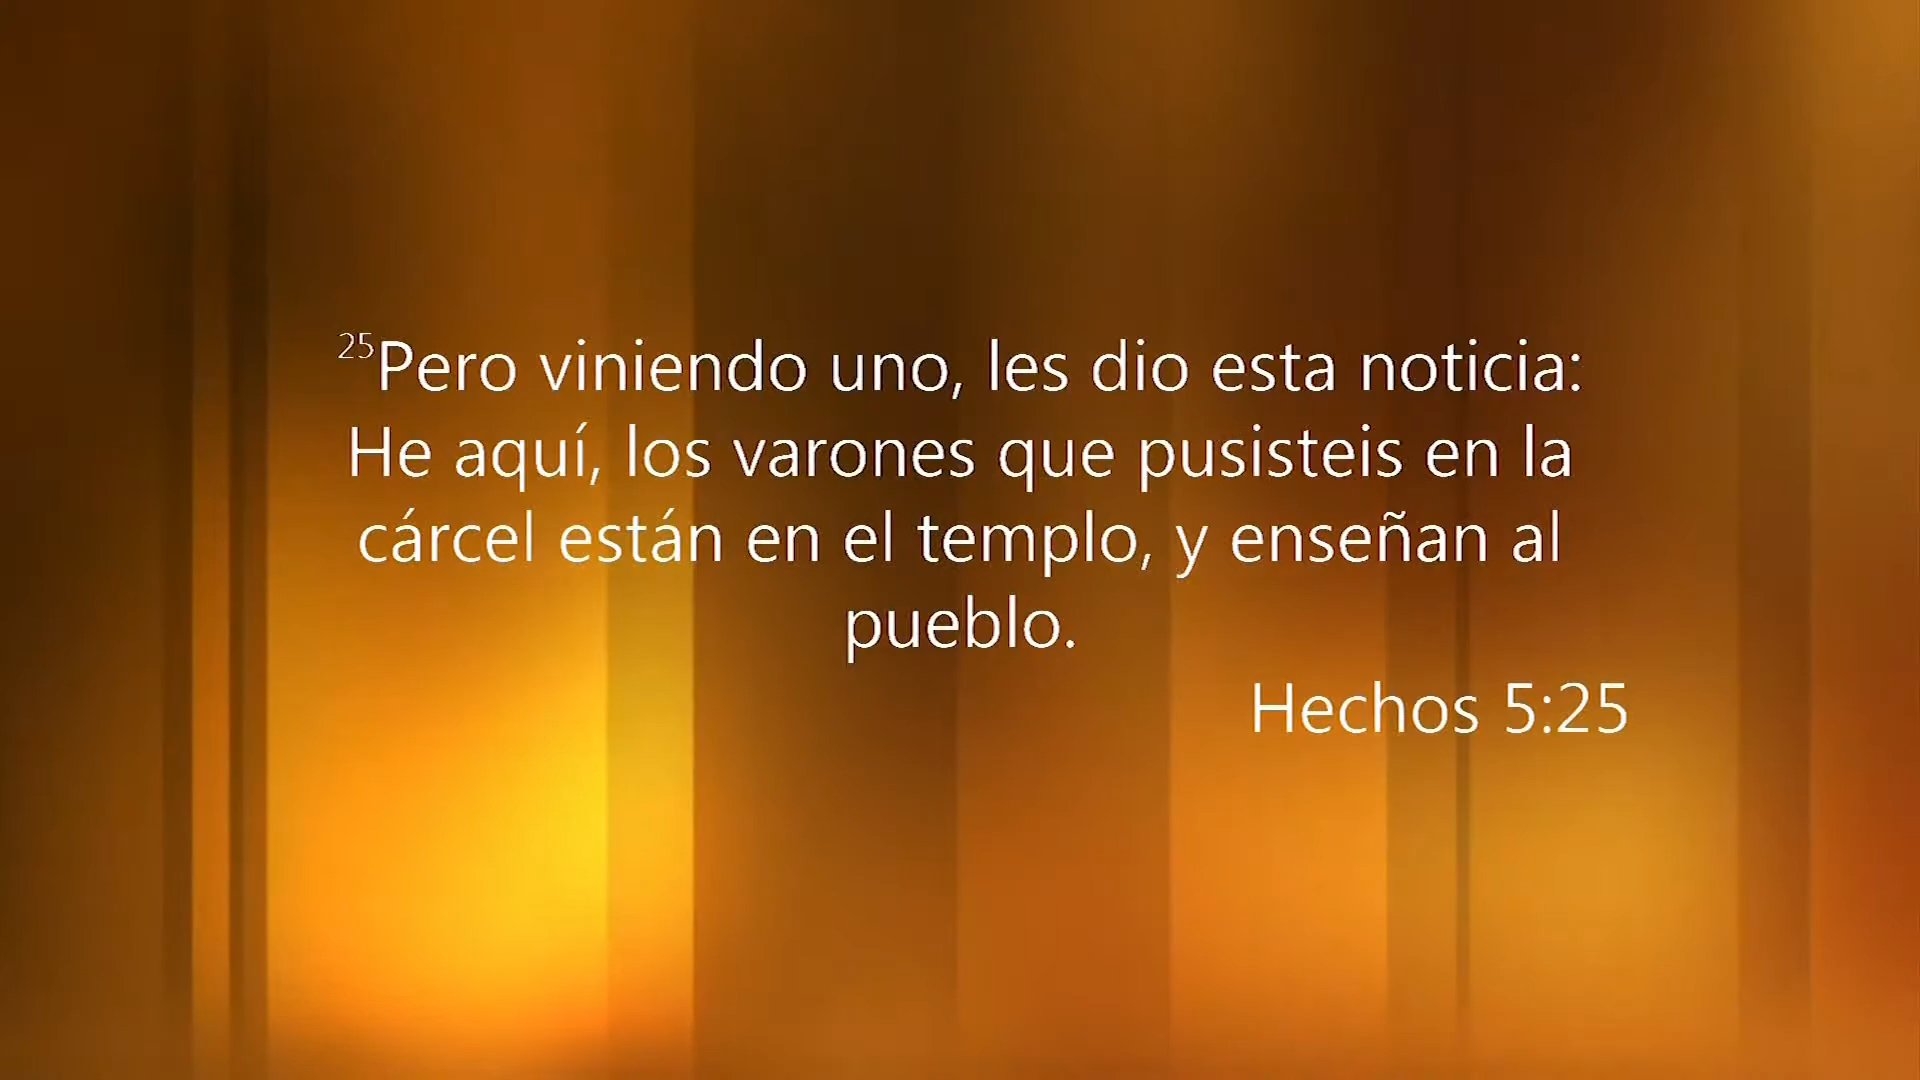 25Pero viniendo uno, les dio esta noticia:
He aquí, los varones que pusisteis en la
cárcel están en el templo, y enseñan al
pueblo.
Hechos 5:25